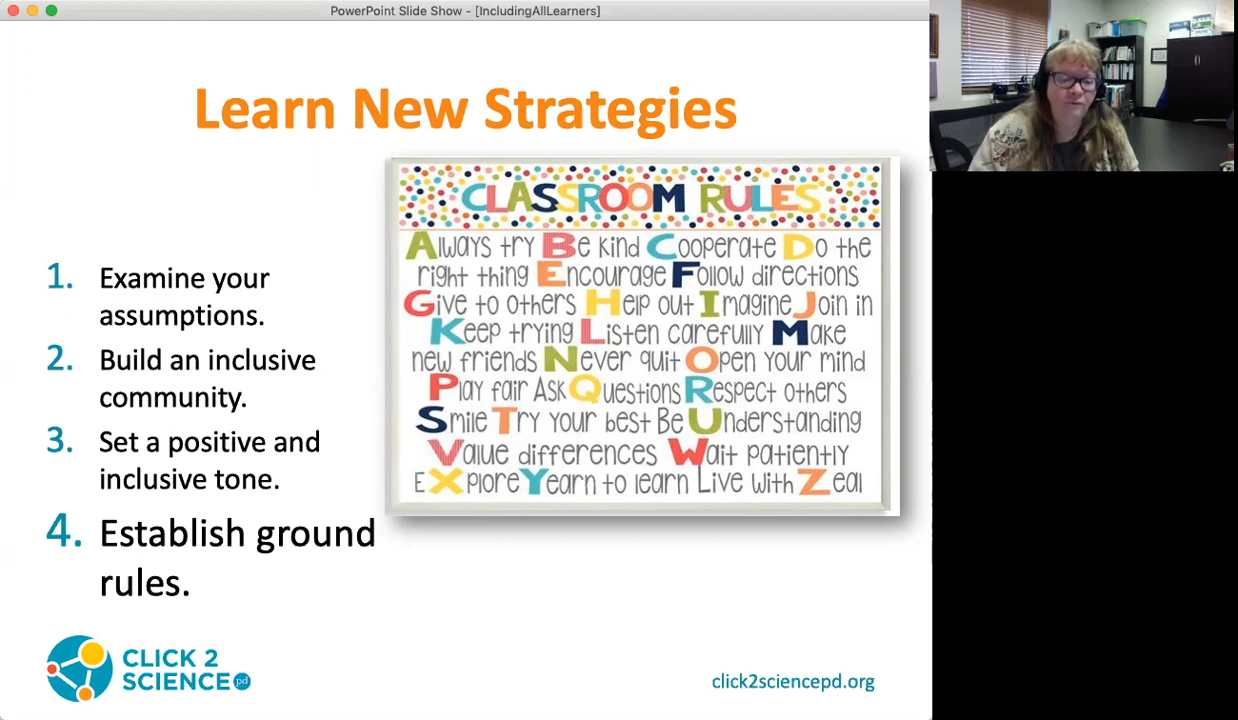 PowerPoint Slide Show - [IncludingAllLearners]
Learn New Strategies
1. Examine your
assumptions.
2. Build an inclusive
community.
3. Set a positive and
inclusive tone.
4. Establish ground
rules.
CLASSROOM RULES
Always try Be kind Cooperate Do the
right thing Encourage Follow directions
Give to others Help out Imagine Join in
Keep trying Listen carefully Make
new friends Never quit Open your mind
Play fair Ask Questions Respect others
Smile Try your best Be Understanding
Value differences Wait patiently
EXplore Yearn to learn Live with Zeal
CLICK 2
SCIENCE pd
click2sciencepd.org